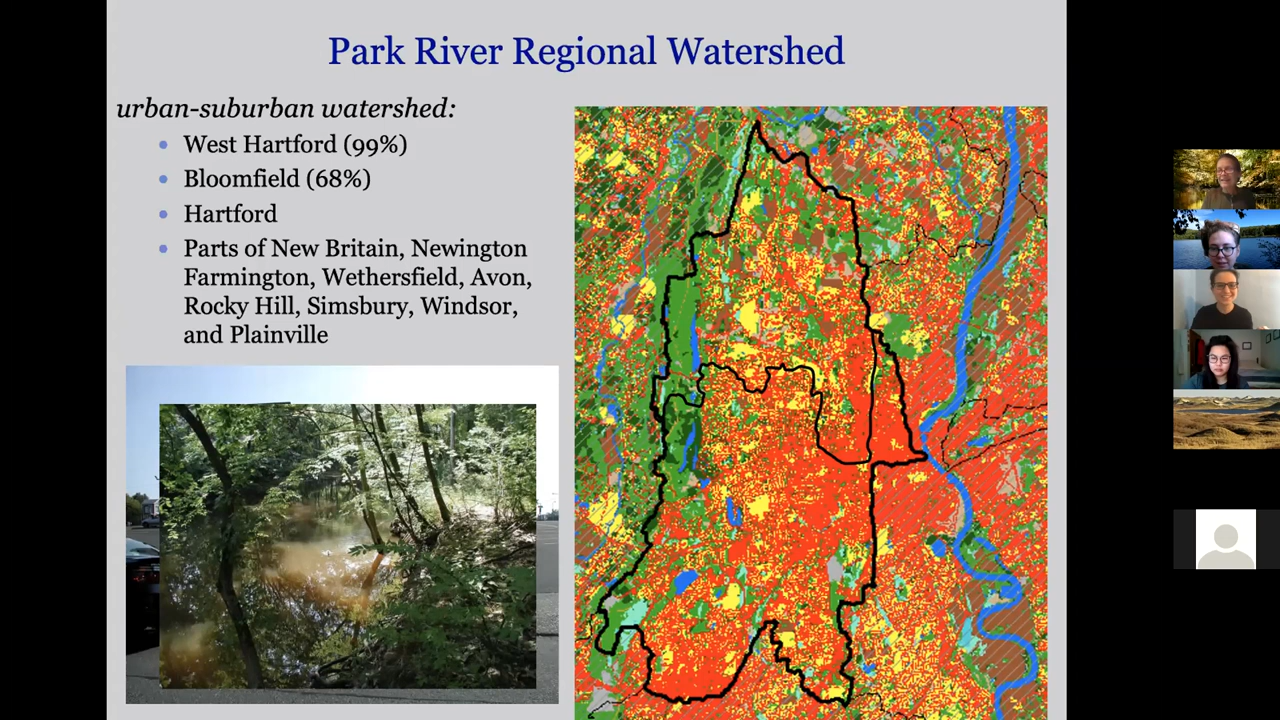 Park River Regional Watershed
urban-suburban watershed:
West Hartford (99%)
Bloomfield (68%)
Hartford
Parts of New Britain, Newington
Farmington, Wethersfield, Avon,
Rocky Hill, Simsbury, Windsor,
and Plainville